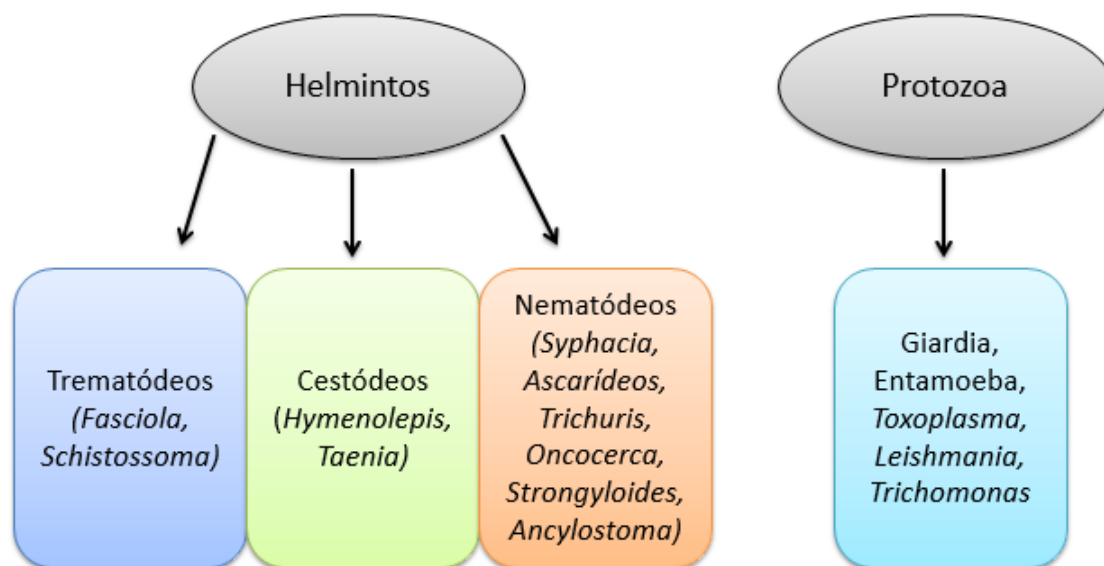 Helmintos
Protozoa
Trematódeos
(Fasciola,
Schistossoma)
Cestódeos
(Hymenolepis,
Taenia)
Nematódeos
(Syphacia,
Ascarídeos,
Trichuris,
Oncocerca,
Strongyloides,
Ancylostoma)
Giardia,
Entamoeba,
Toxoplasma,
Leishmania,
Trichomonas